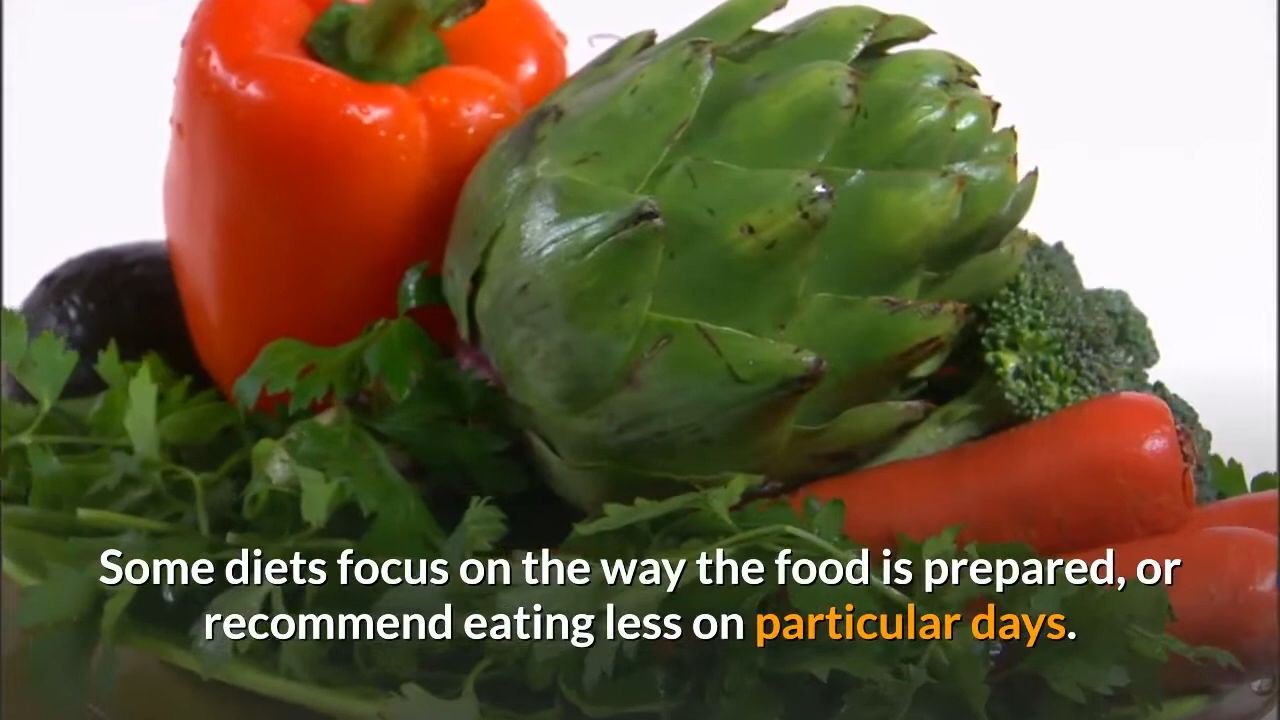 Some diets focus on the way the food is prepared, or
recommend eating less on particular days.